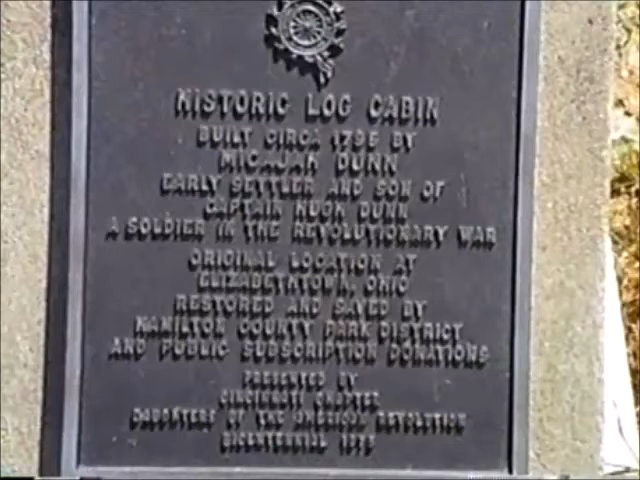 HISTORIC LOG CABIN
BUILT CIRCA 1795 BY
MICAJAH DUNN
EARLY SETTLER AND SON OF
CAPTAIN HUGH DUNN
A SOLDIER IN THE REVOLUTIONARY WAR
ORIGINAL LOCATION AT
ELIZABETHTOWN, OHIO
RESTORED AND SAVED BY
HAMILTON COUNTY PARK DISTRICT
AND PUBLIC SUBSCRIPTION DONATIONS
PRESENTED BY
CINCINNATI CHAPTER
DAUGHTERS OF THE AMERICAN REVOLUTION
BICENTENNIAL 1976